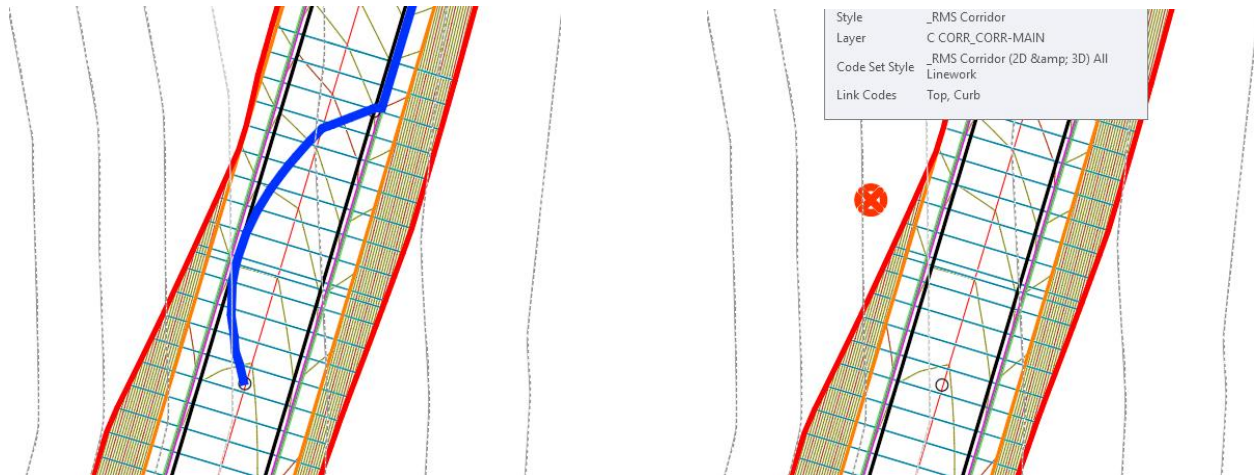 Style _RMS Corridor
Layer C CORR_CORR-MAIN
Code Set Style _RMS Corridor (2D &amp; 3D) All
Linework
Link Codes Top, Curb